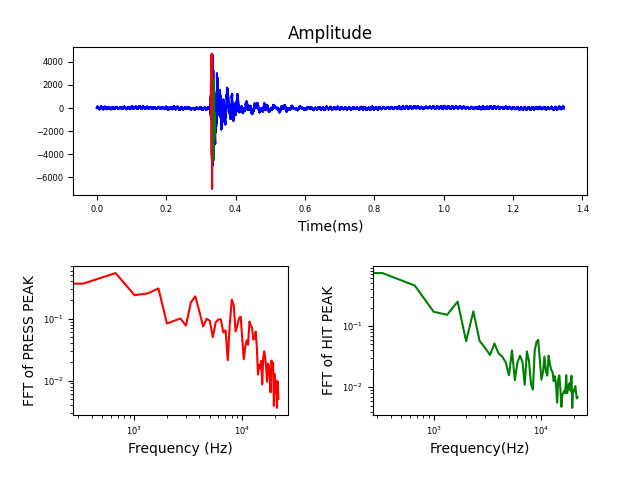 Amplitude
4000
2000
0
−2000
−4000
−6000
0.0 0.2 0.4 0.6 0.8 1.0 1.2 1.4
Time(ms)
FFT of PRESS PEAK
10⁻¹
10⁻²
10³ 10⁴
Frequency (Hz)
FFT of HIT PEAK
10⁻¹
10⁻²
10³ 10⁴
Frequency(Hz)